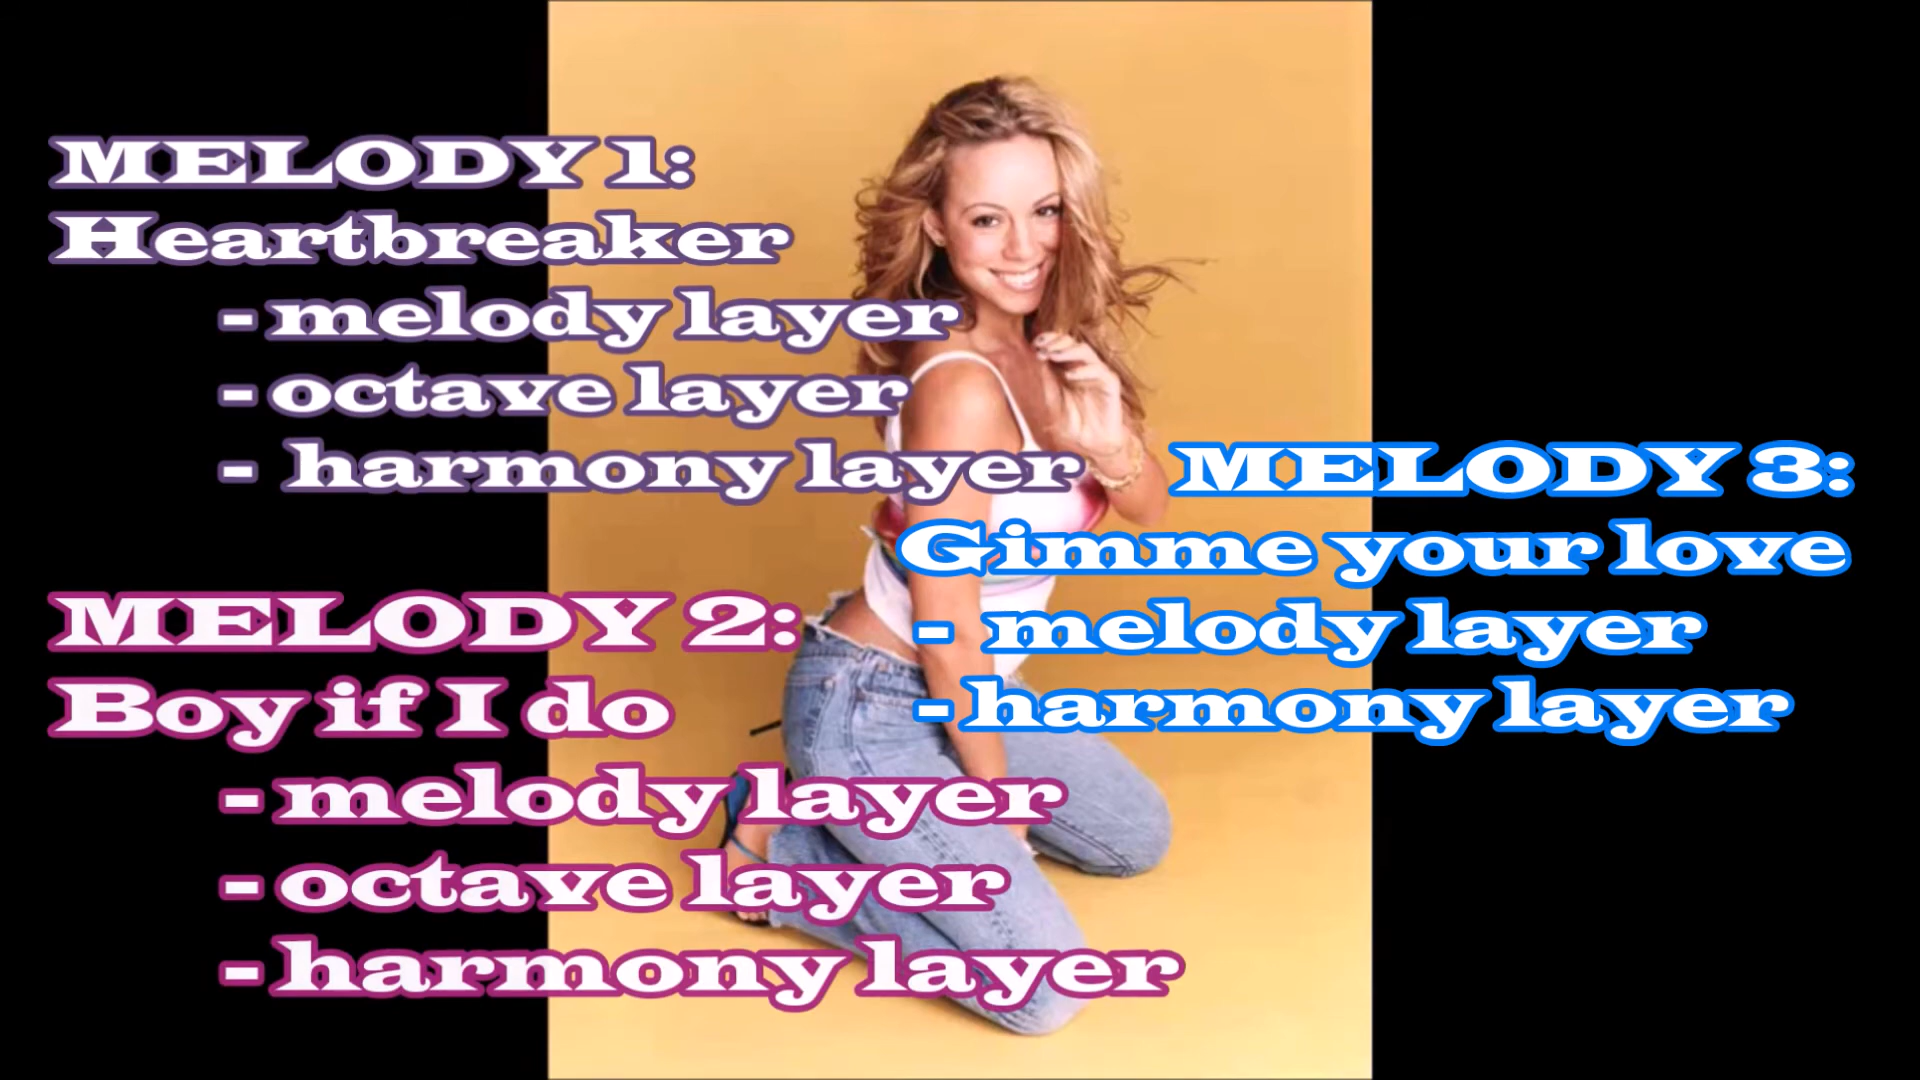 MELODY 1:
Heartbreaker
- melody layer
- octave layer
- harmony layer
MELODY 2:
Boy if I do
- melody layer
- octave layer
- harmony layer
MELODY 3:
Gimme your love
- melody layer
- harmony layer